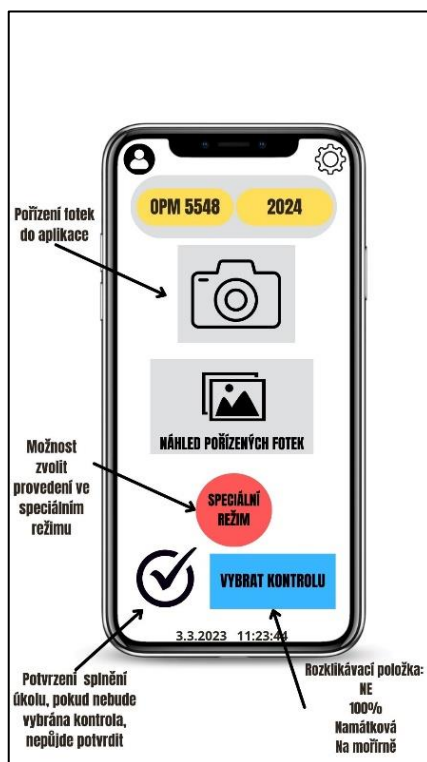 OPM 5548
2024
Pořízení fotek
do aplikace
NÁHLED POŘÍZENÝCH FOTEK
Možnost
zvolit
provedení ve
speciálním
režimu
SPECIÁLNÍ
REŽIM
VYBRAT KONTROLU
3.3.2023 11:23:44
Potvrzení splnění
úkolu, pokud nebude
vybrána kontrola,
nepůjde potvrdit
Rozklikávací položka:
NE
100%
Namátková
Na mořírně